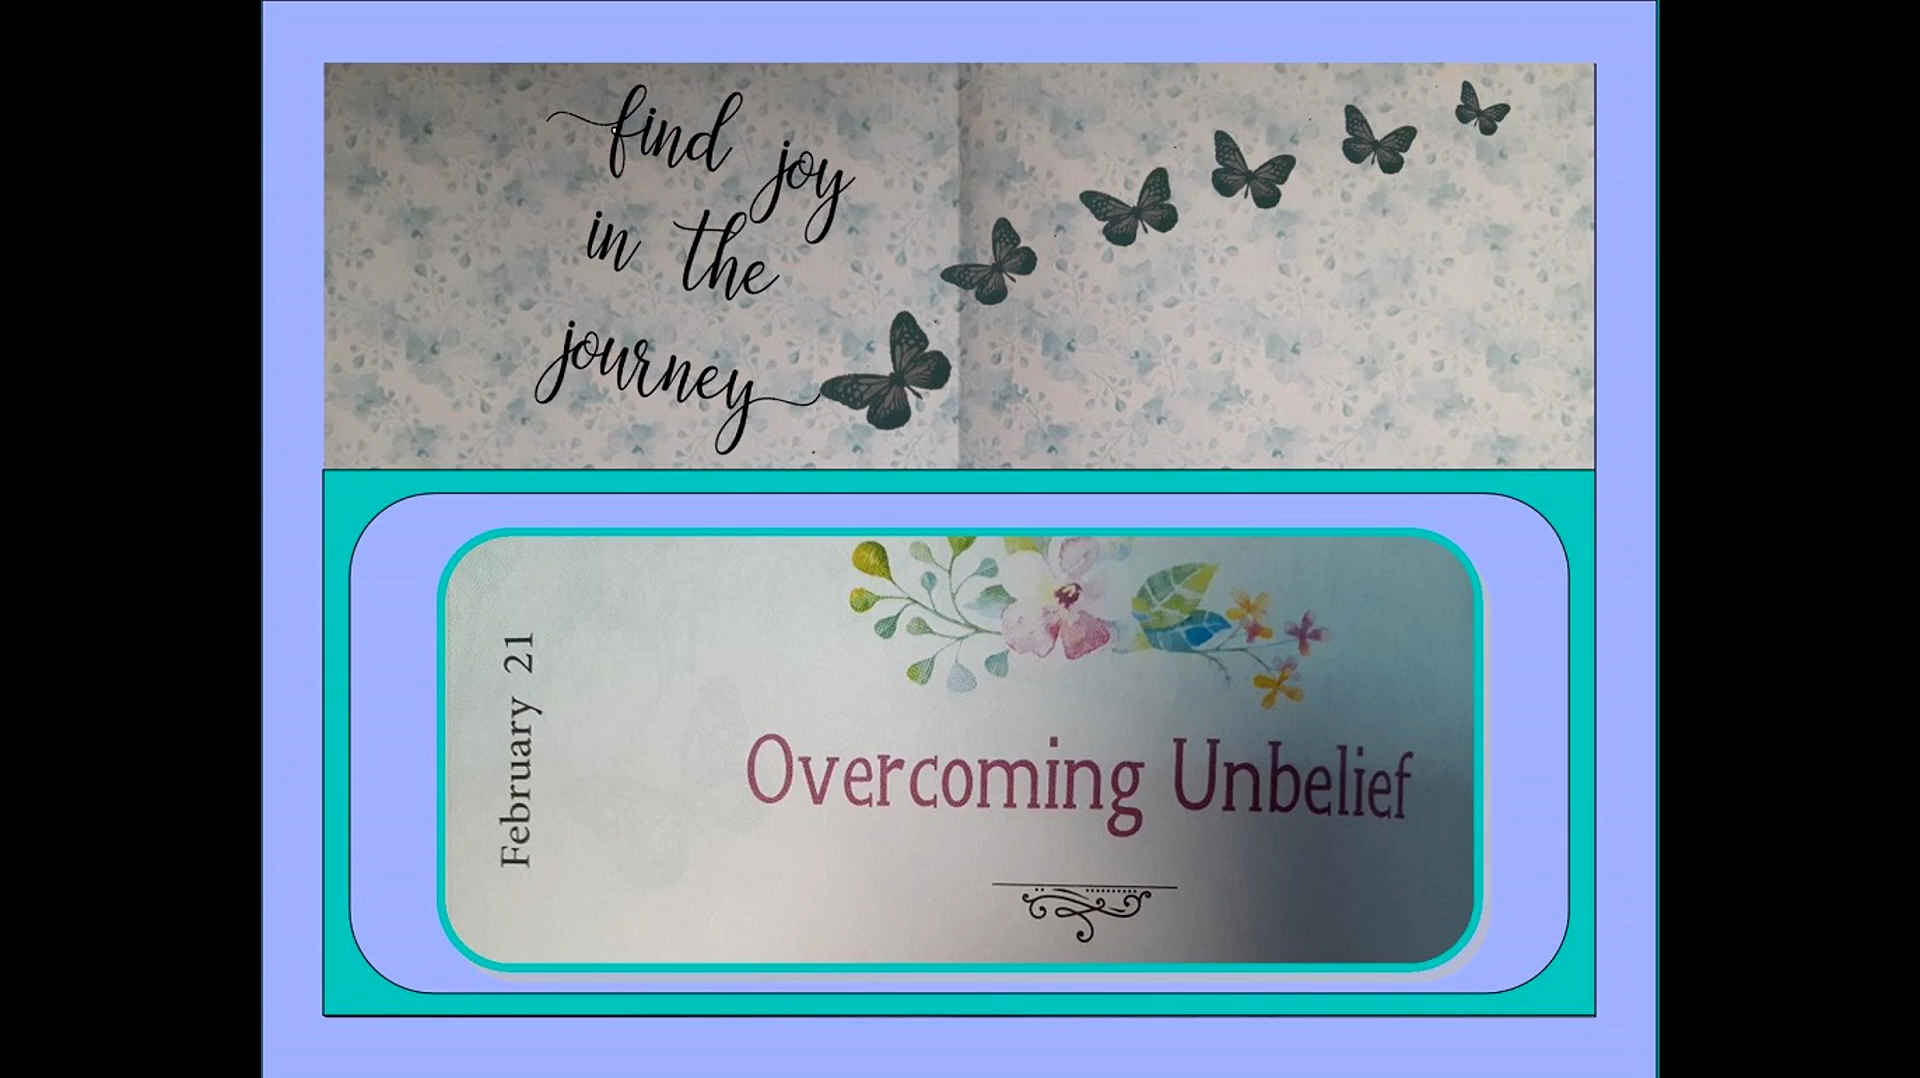 find joy
in the
journey
February 21
Overcoming Unbelief